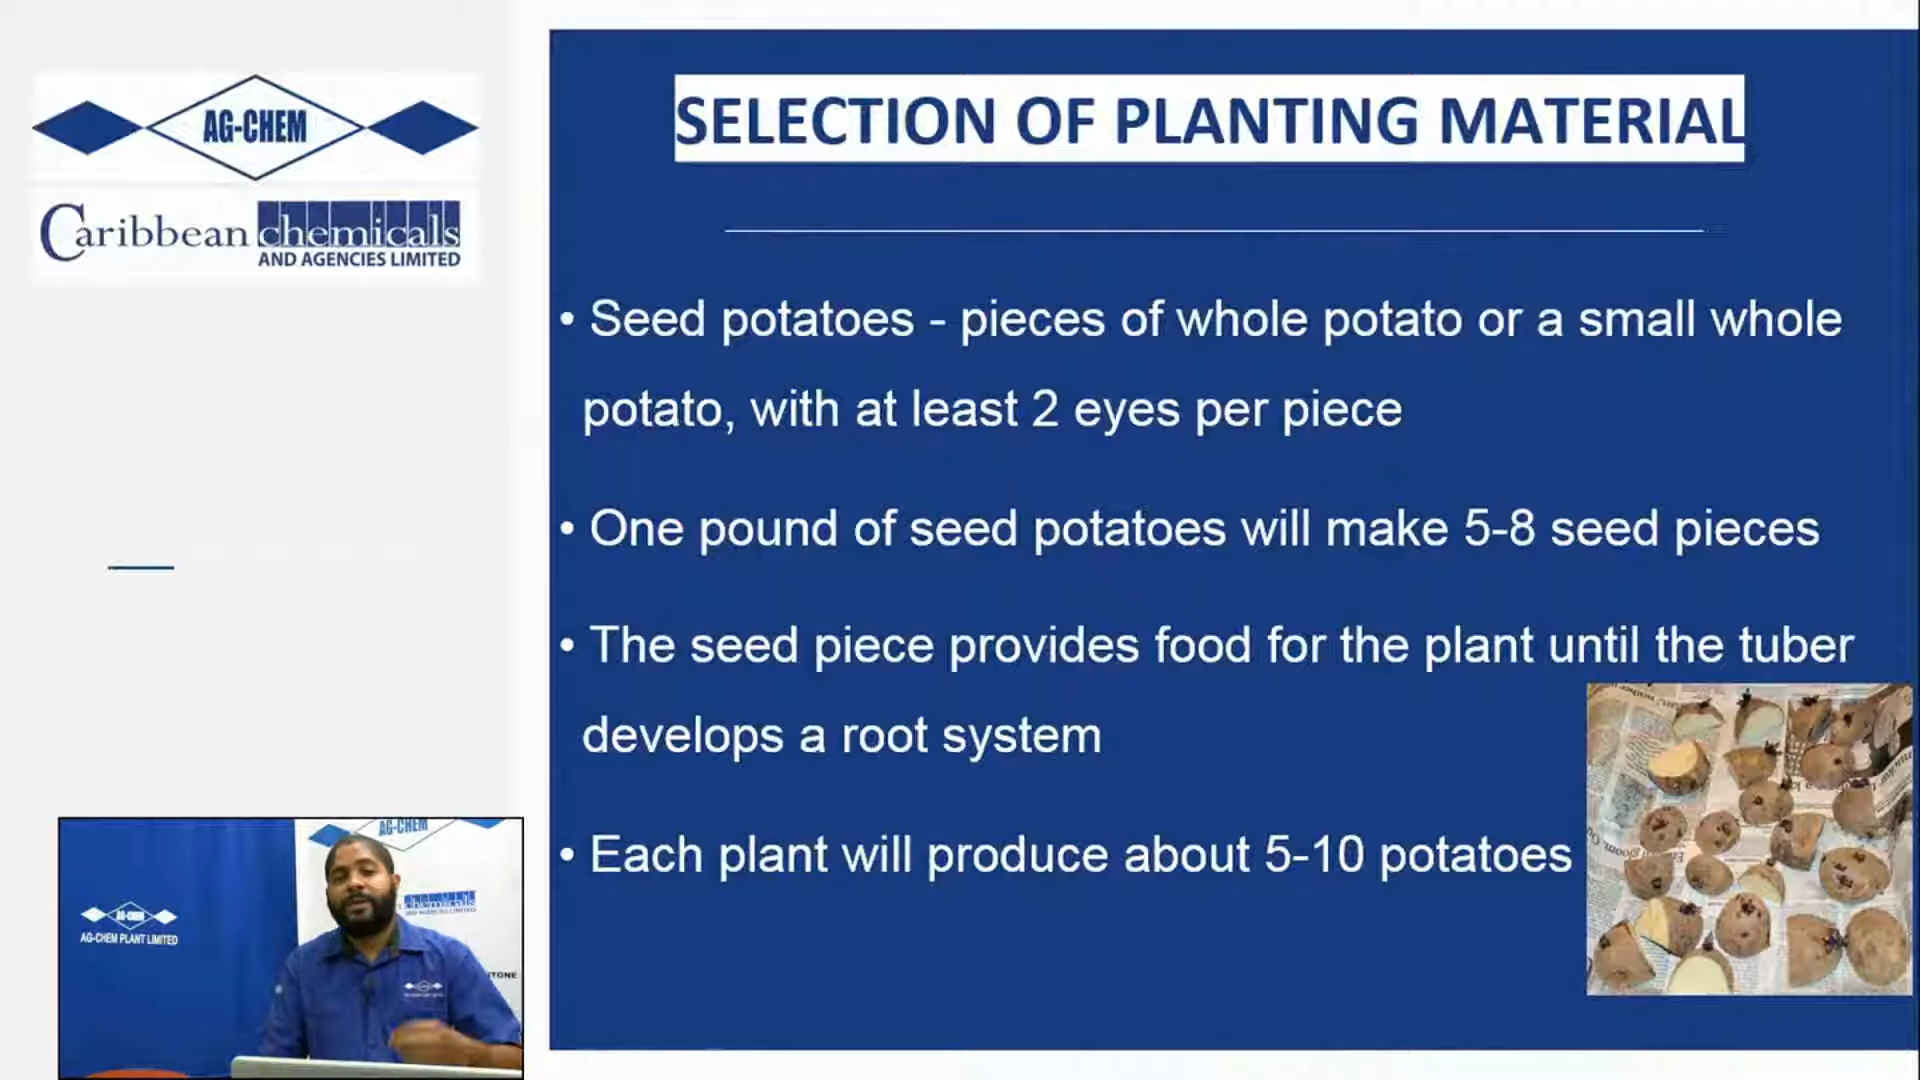 AG-CHEM
Caribbean chemicals
AND AGENCIES LIMITED
SELECTION OF PLANTING MATERIAL
• Seed potatoes - pieces of whole potato or a small whole
potato, with at least 2 eyes per piece
• One pound of seed potatoes will make 5-8 seed pieces
• The seed piece provides food for the plant until the tuber
develops a root system
• Each plant will produce about 5-10 potatoes
AG-CHEM
chemicals
AG-CHEM
AG-CHEM PLANT LIMITED